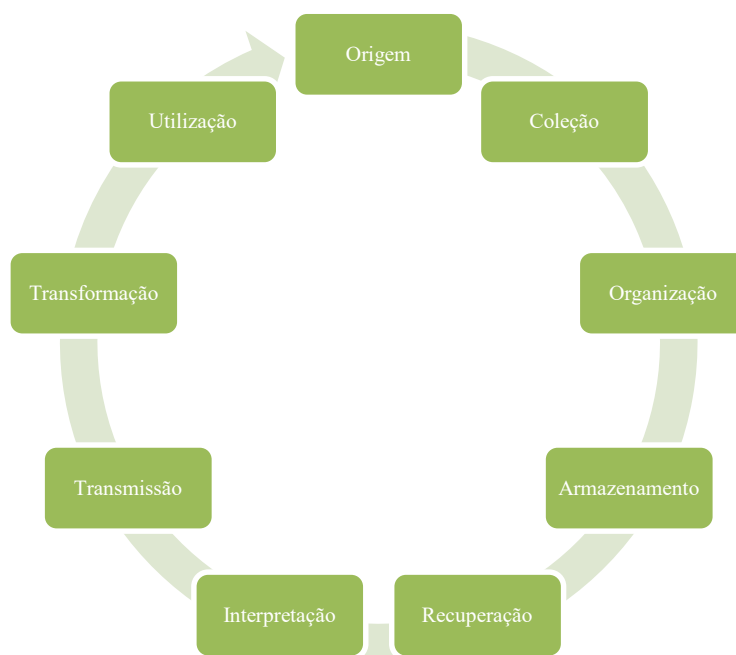 Origem
Coleção
Organização
Armazenamento
Recuperação
Interpretação
Transmissão
Transformação
Utilização